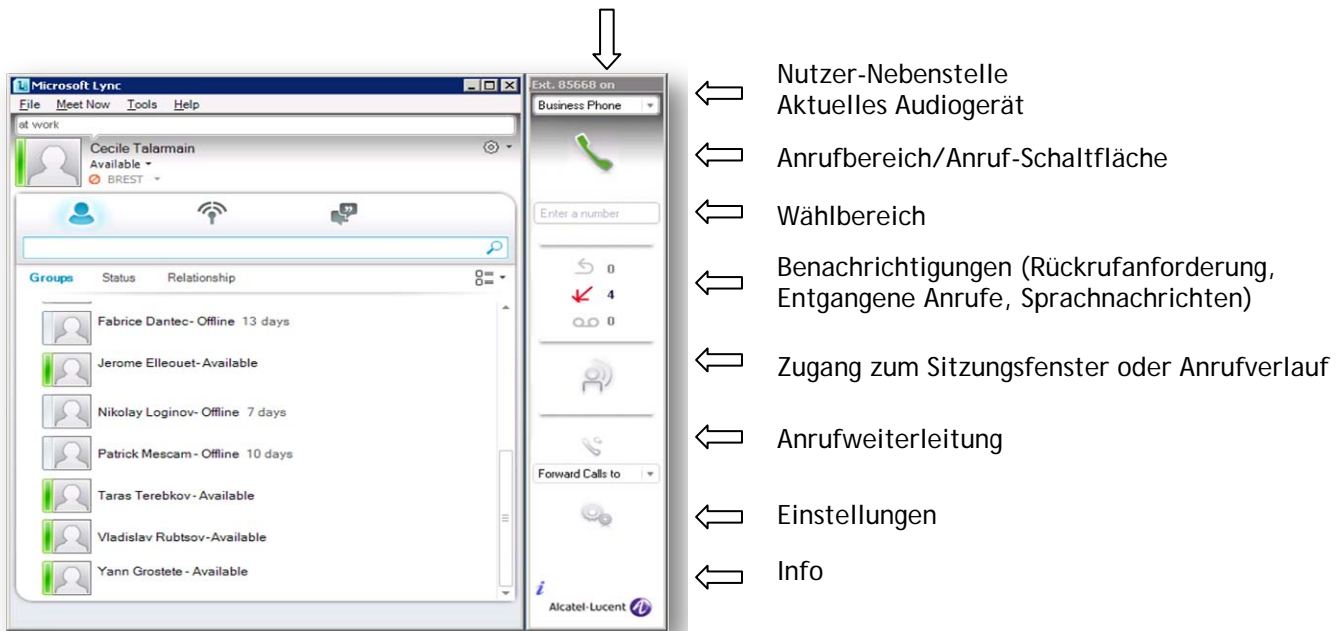 Microsoft Lync
File Meet Now Tools Help
at work
Cecile Talarmain
Available
BREST
Groups Status Relationship
Fabrice Dantec- Offline 13 days
Jerome Elleouet- Available
Nikolay Loginov- Offline 7 days
Patrick Mescam - Offline 10 days
Taras Terebkov - Available
Vladislav Rubtsov-Available
Yann Grostete - Available
Ext. 85668 on
Business Phone
Enter a number
0
4
0
Forward Calls to
i
Alcatel-Lucent
Nutzer-Nebenstelle
Aktuelles Audiogerät
Anrufbereich/Anruf-Schaltfläche
Wählbereich
Benachrichtigungen (Rückrufanforderung,
Entgangene Anrufe, Sprachnachrichten)
Zugang zum Sitzungsfenster oder Anrufverlauf
Anrufweiterleitung
Einstellungen
Info